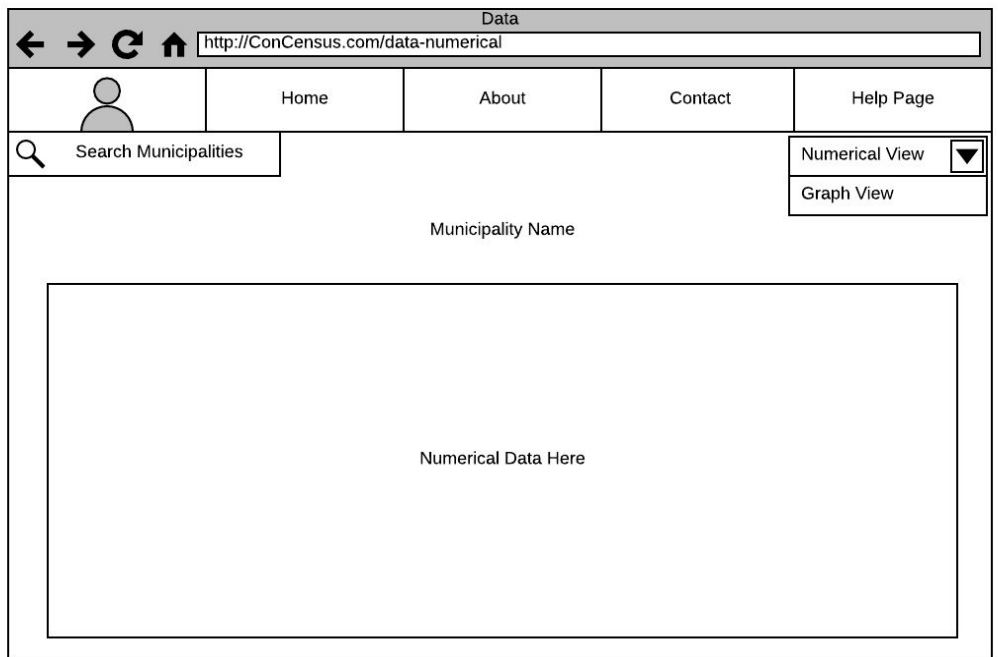 Data
http://ConCensus.com/data-numerical
Home
About
Contact
Help Page
Search Municipalities
Numerical View
Graph View
Municipality Name
Numerical Data Here